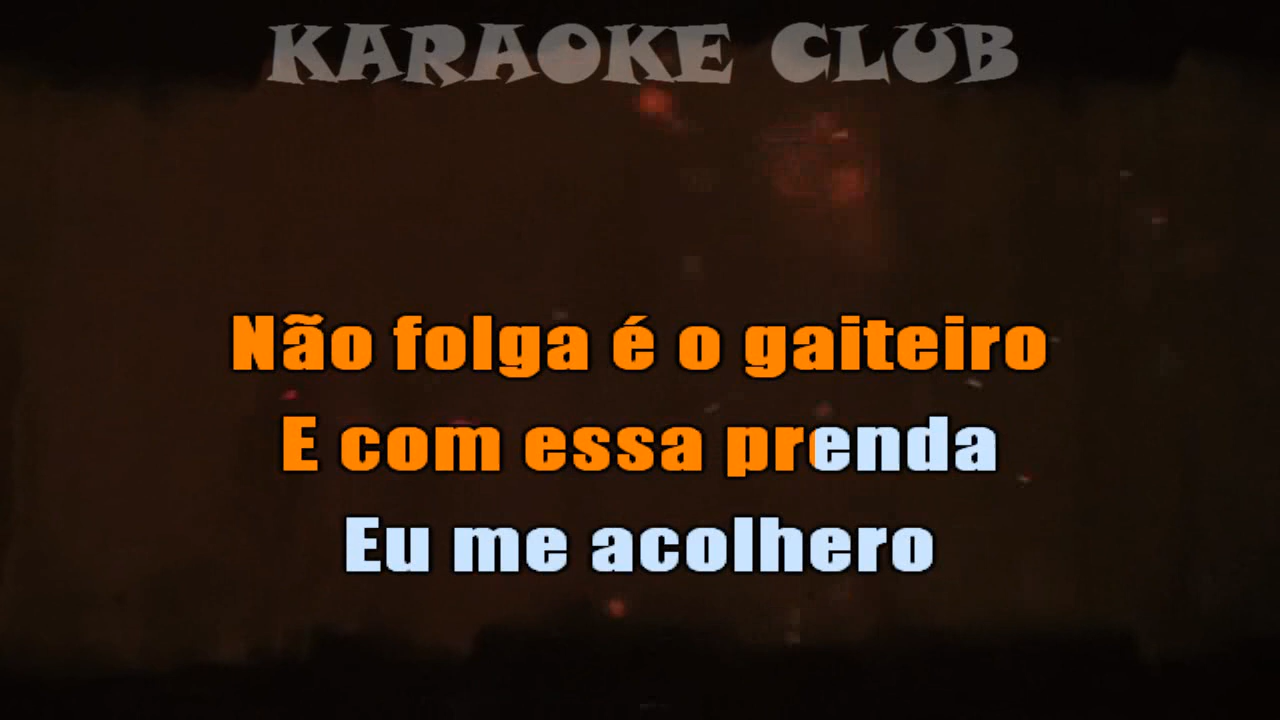 KARAOKE CLUB
Não folga é o gaiteiro
E com essa prenda
Eu me acolhero